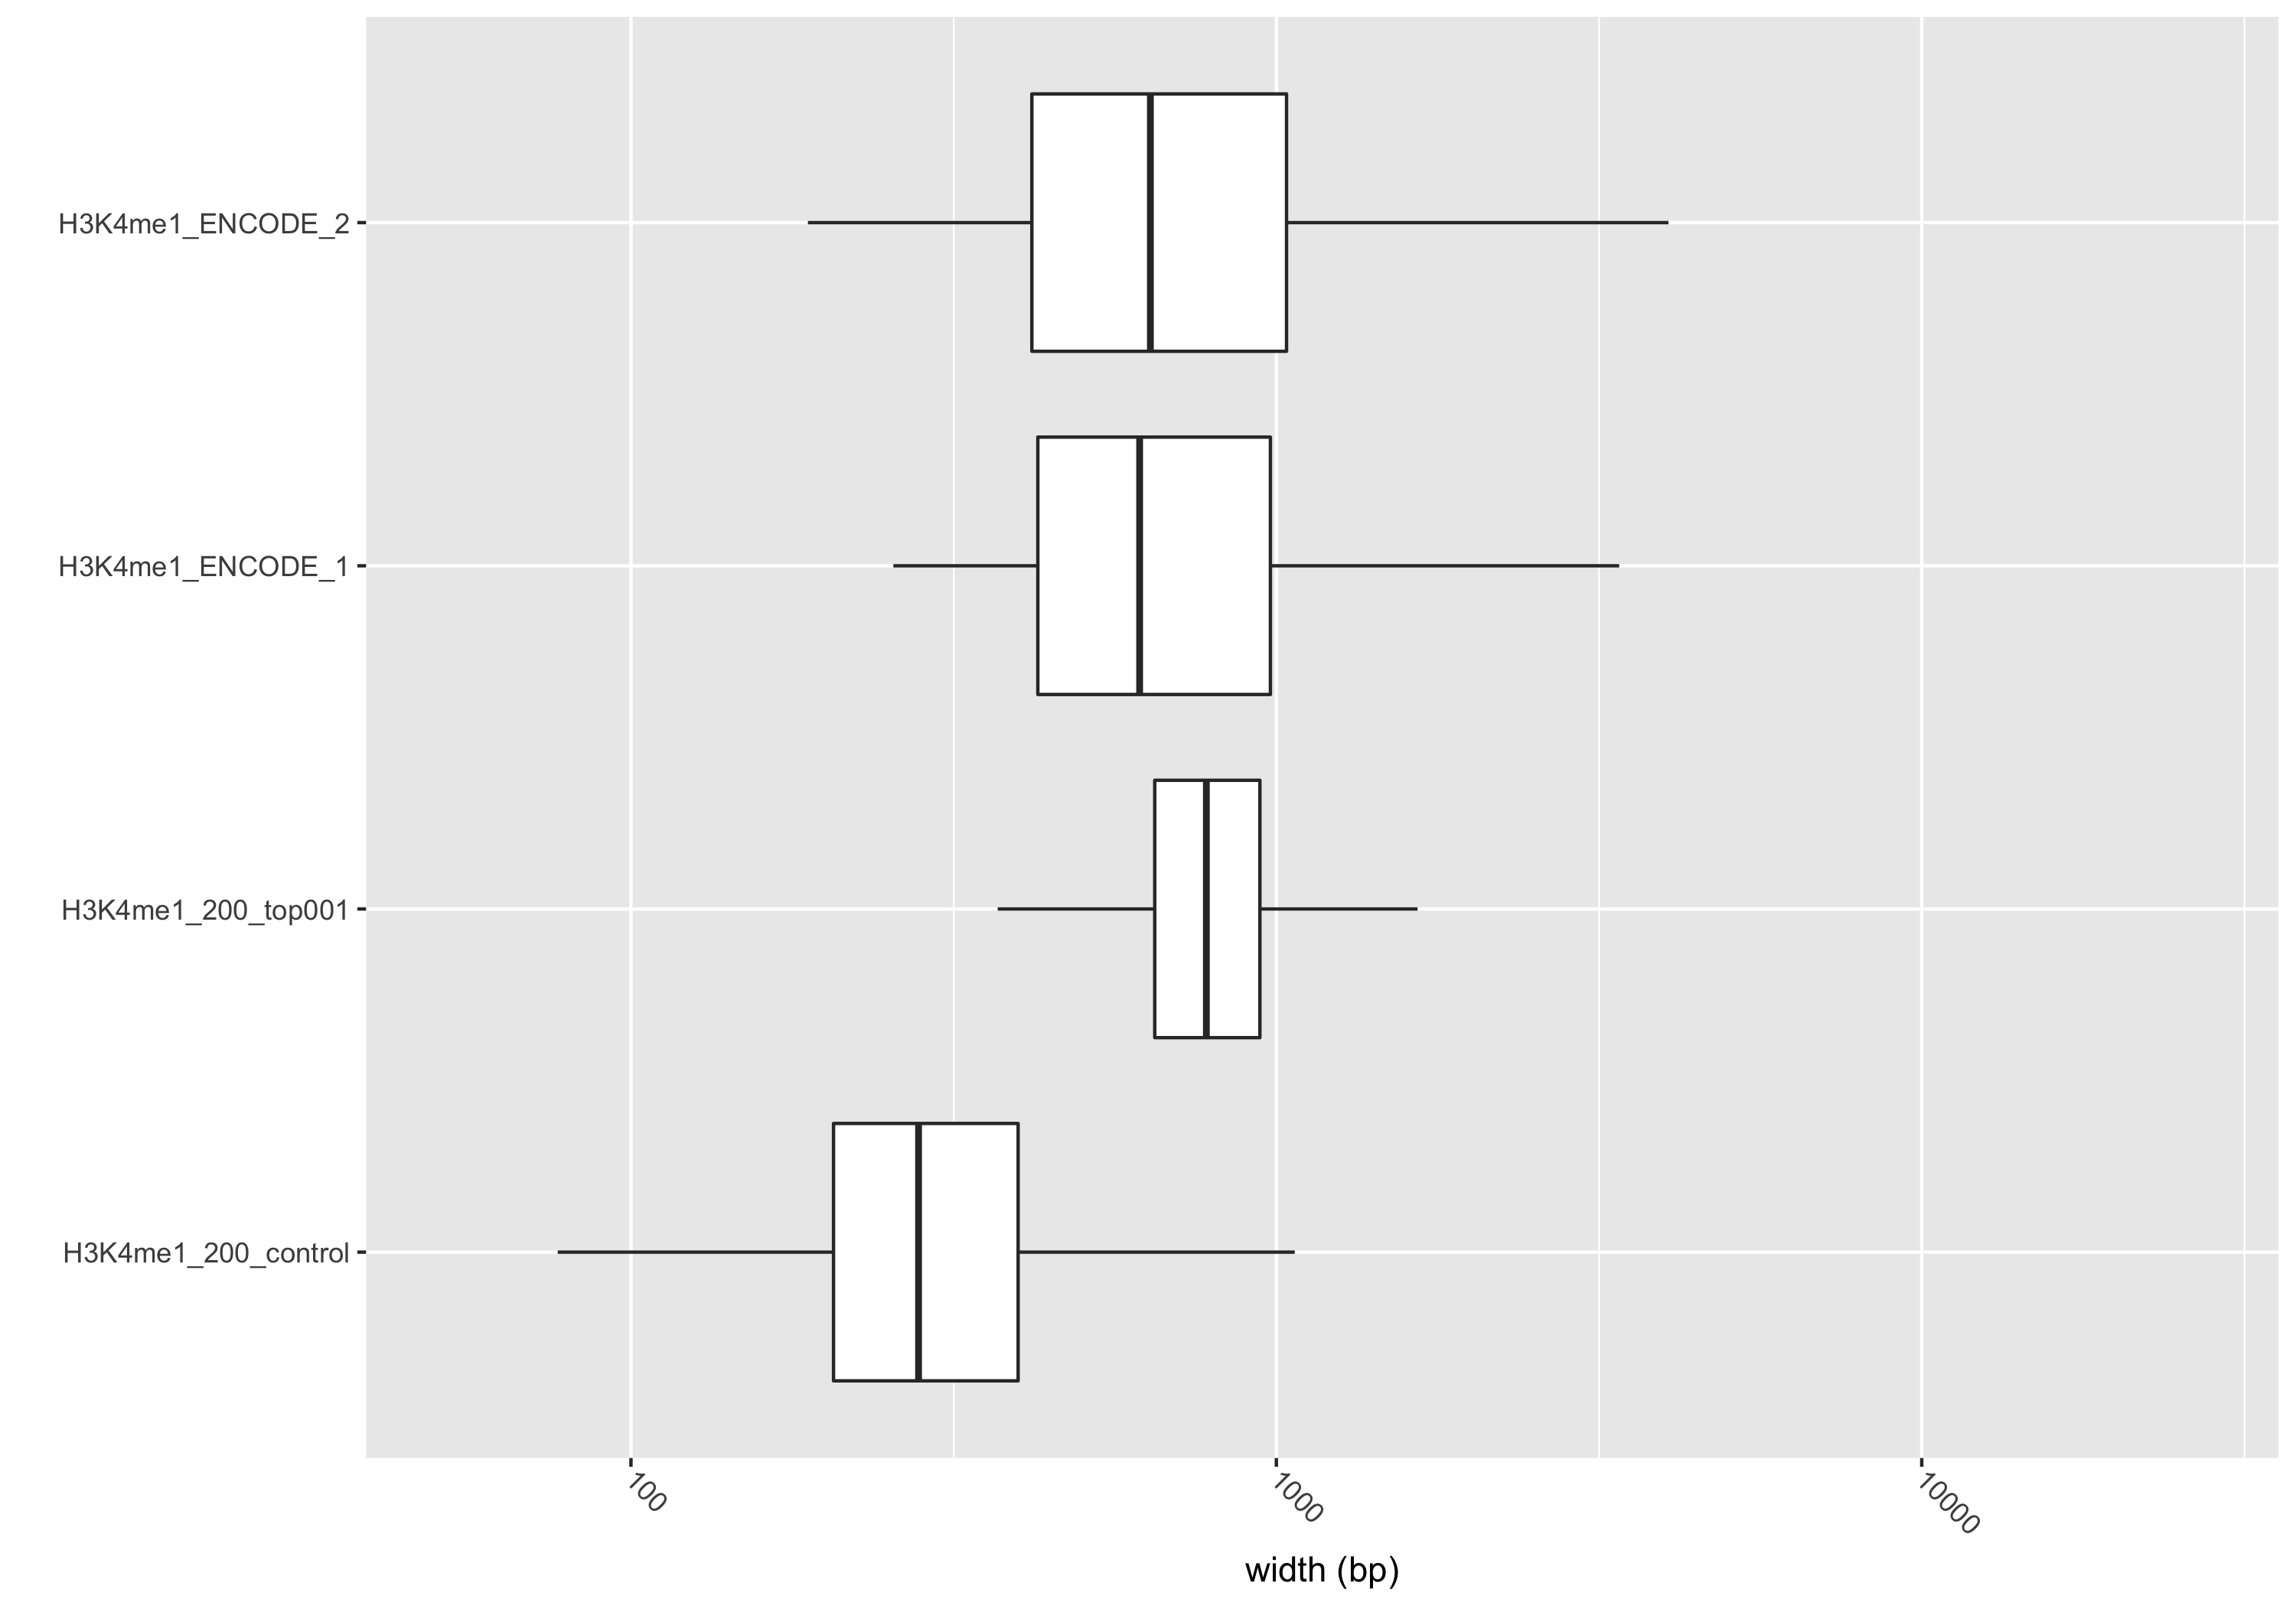 H3K4me1_ENCODE_2
H3K4me1_ENCODE_1
H3K4me1_200_top001
H3K4me1_200_control
100
1000
10000
width (bp)